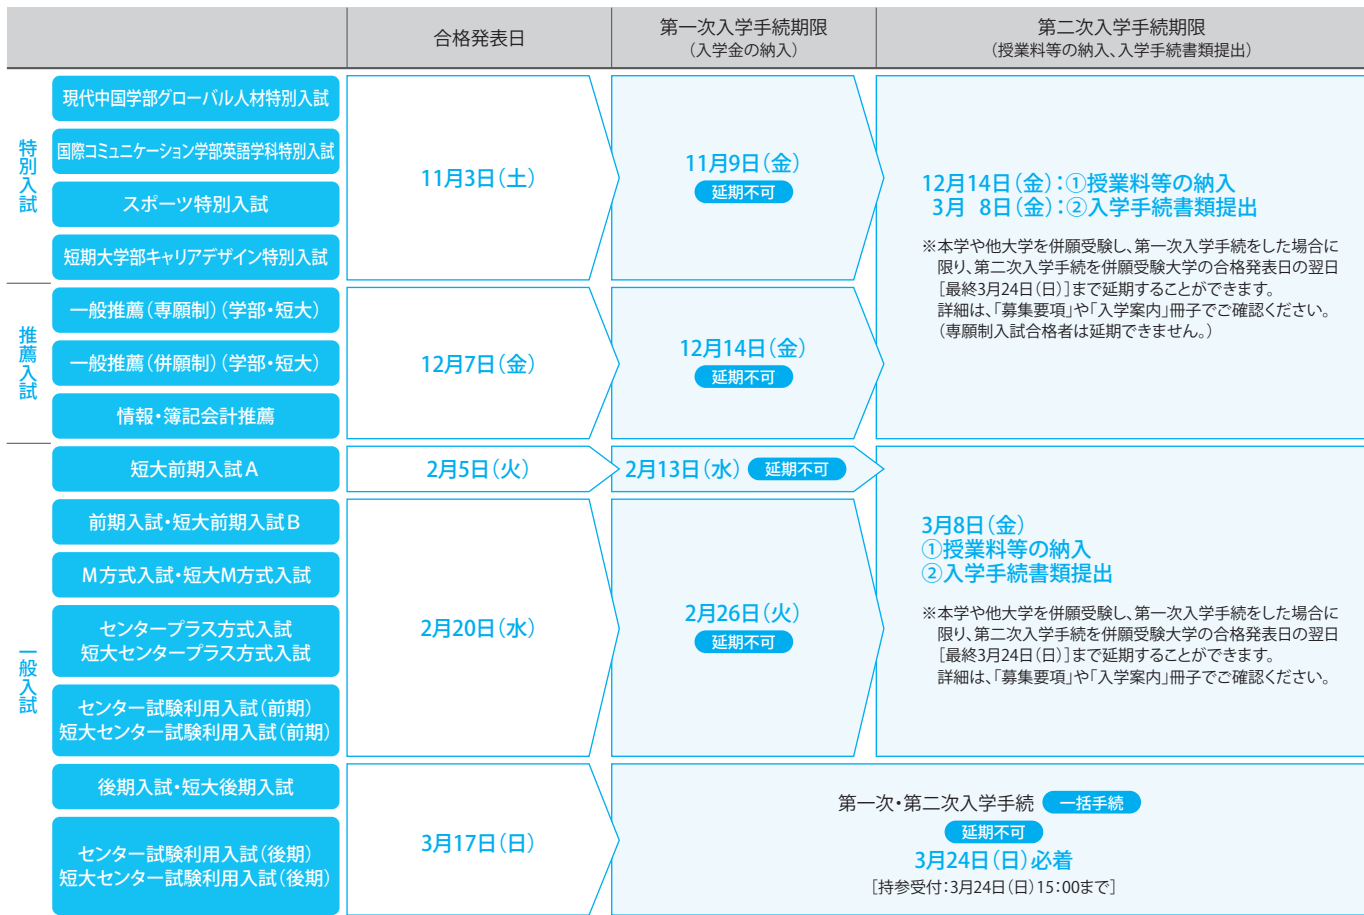 合格発表日
第一次入学手続期限
（入学金の納入）
第二次入学手続期限
（授業料等の納入、入学手続書類提出）
特別入試
現代中国学部グローバル人材特別入試
国際コミュニケーション学部英語学科特別入試
スポーツ特別入試
短期大学部キャリアデザイン特別入試
11月3日（土）
11月9日（金）
延期不可
推薦入試
一般推薦（専願制）（学部・短大）
一般推薦（併願制）（学部・短大）
情報・簿記会計推薦
12月7日（金）
12月14日（金）
延期不可
12月14日（金）：①授業料等の納入
3月 8日（金）：②入学手続書類提出
※本学や他大学を併願受験し、第一次入学手続をした場合に
限り、第二次入学手続を併願受験大学の合格発表日の翌日
［最終3月24日（日）］まで延期することができます。
詳細は、「募集要項」や「入学案内」冊子でご確認ください。
（専願制入試合格者は延期できません。）
一般入試
短大前期入試A
2月5日（火）
2月13日（水） 延期不可
前期入試・短大前期入試B
M方式入試・短大M方式入試
センタープラス方式入試
短大センタープラス方式入試
センター試験利用入試（前期）
短大センター試験利用入試（前期）
2月20日（水）
2月26日（火）
延期不可
3月8日（金）
①授業料等の納入
②入学手続書類提出
※本学や他大学を併願受験し、第一次入学手続をした場合に
限り、第二次入学手続を併願受験大学の合格発表日の翌日
［最終3月24日（日）］まで延期することができます。
詳細は、「募集要項」や「入学案内」冊子でご確認ください。
後期入試・短大後期入試
センター試験利用入試（後期）
短大センター試験利用入試（後期）
3月17日（日）
第一次・第二次入学手続 一括手続
延期不可
3月24日（日）必着
［持参受付：3月24日（日）15：00まで］